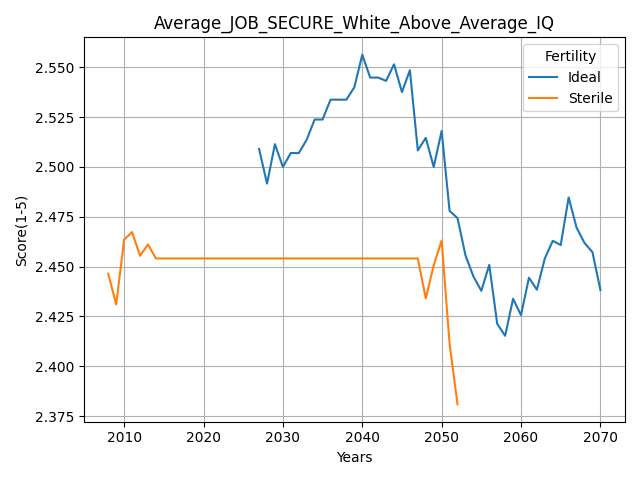 Average_JOB_SECURE_White_Above_Average_IQ
Fertility
Ideal
Sterile
Score(1-5)
2.550
2.525
2.500
2.475
2.450
2.425
2.400
2.375
2010 2020 2030 2040 2050 2060 2070
Years